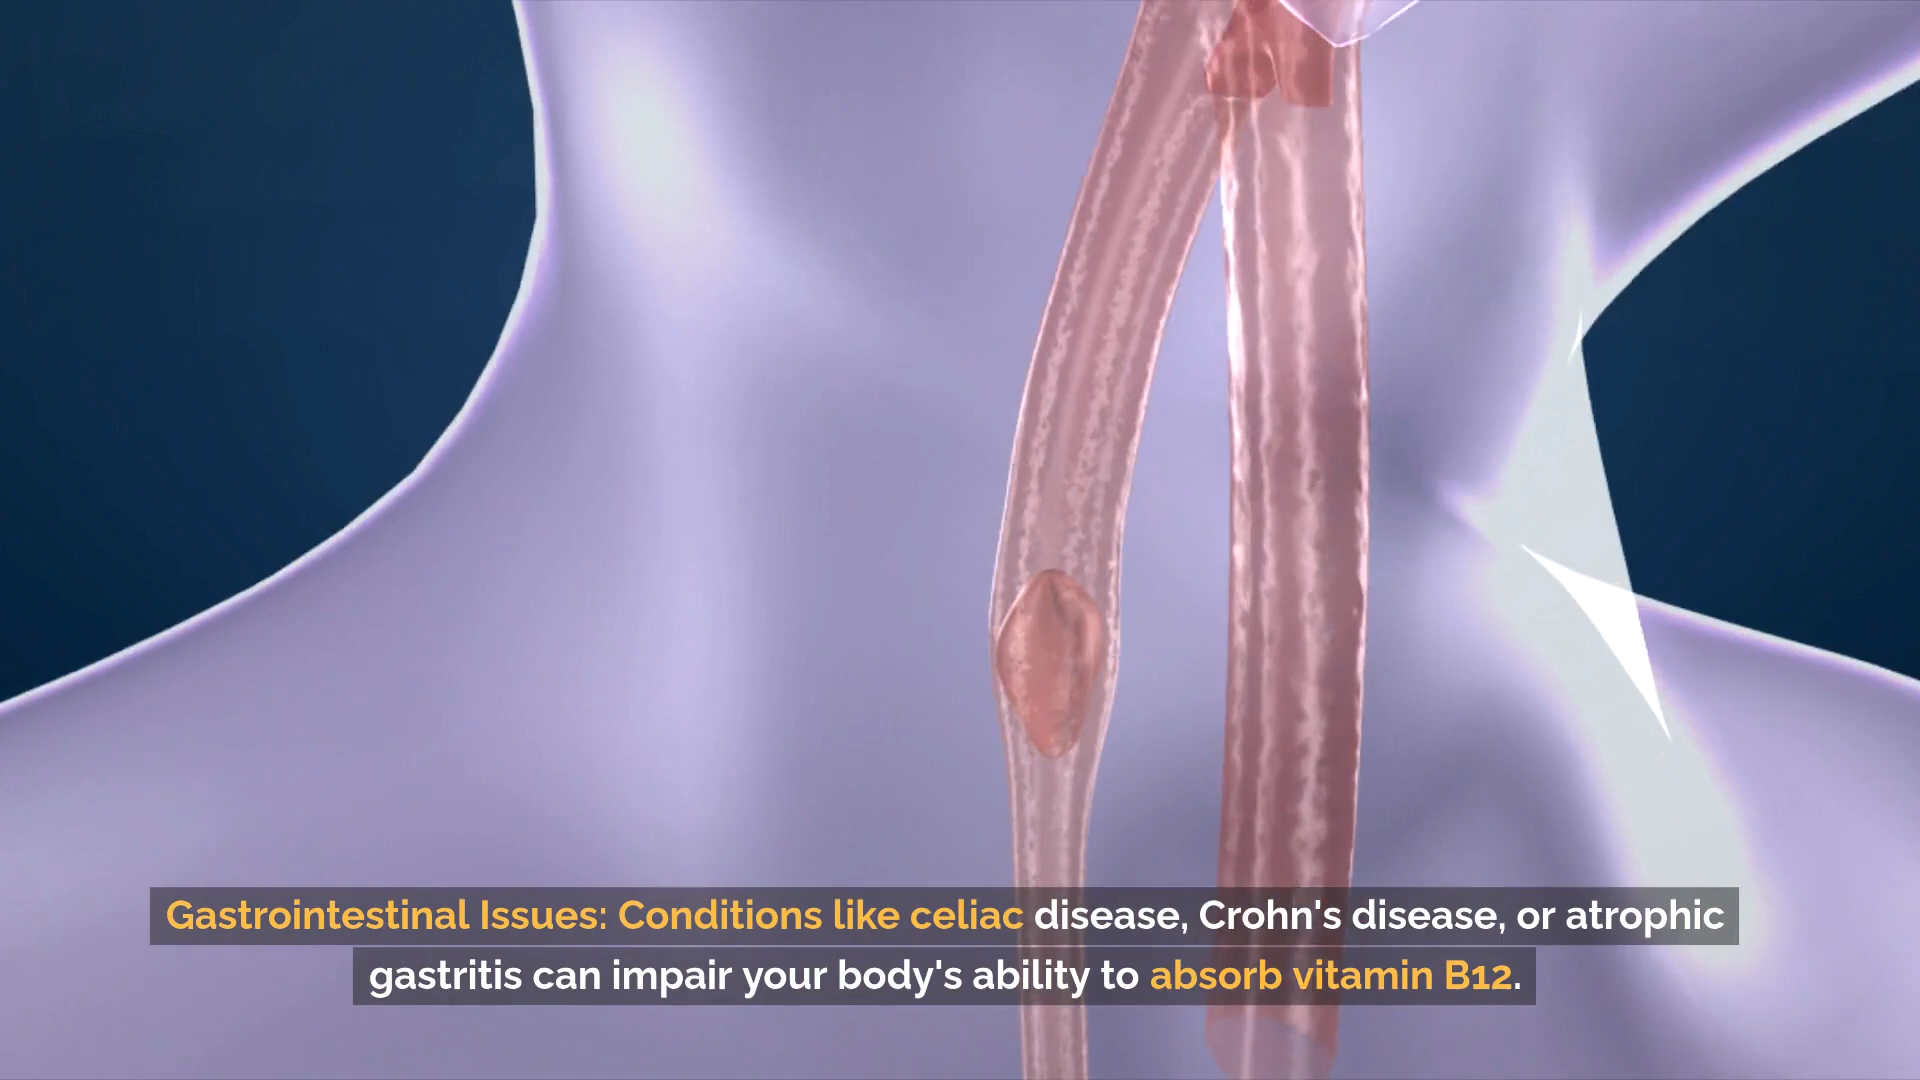 Gastrointestinal Issues: Conditions like celiac disease, Crohn's disease, or atrophic
gastritis can impair your body's ability to absorb vitamin B12.